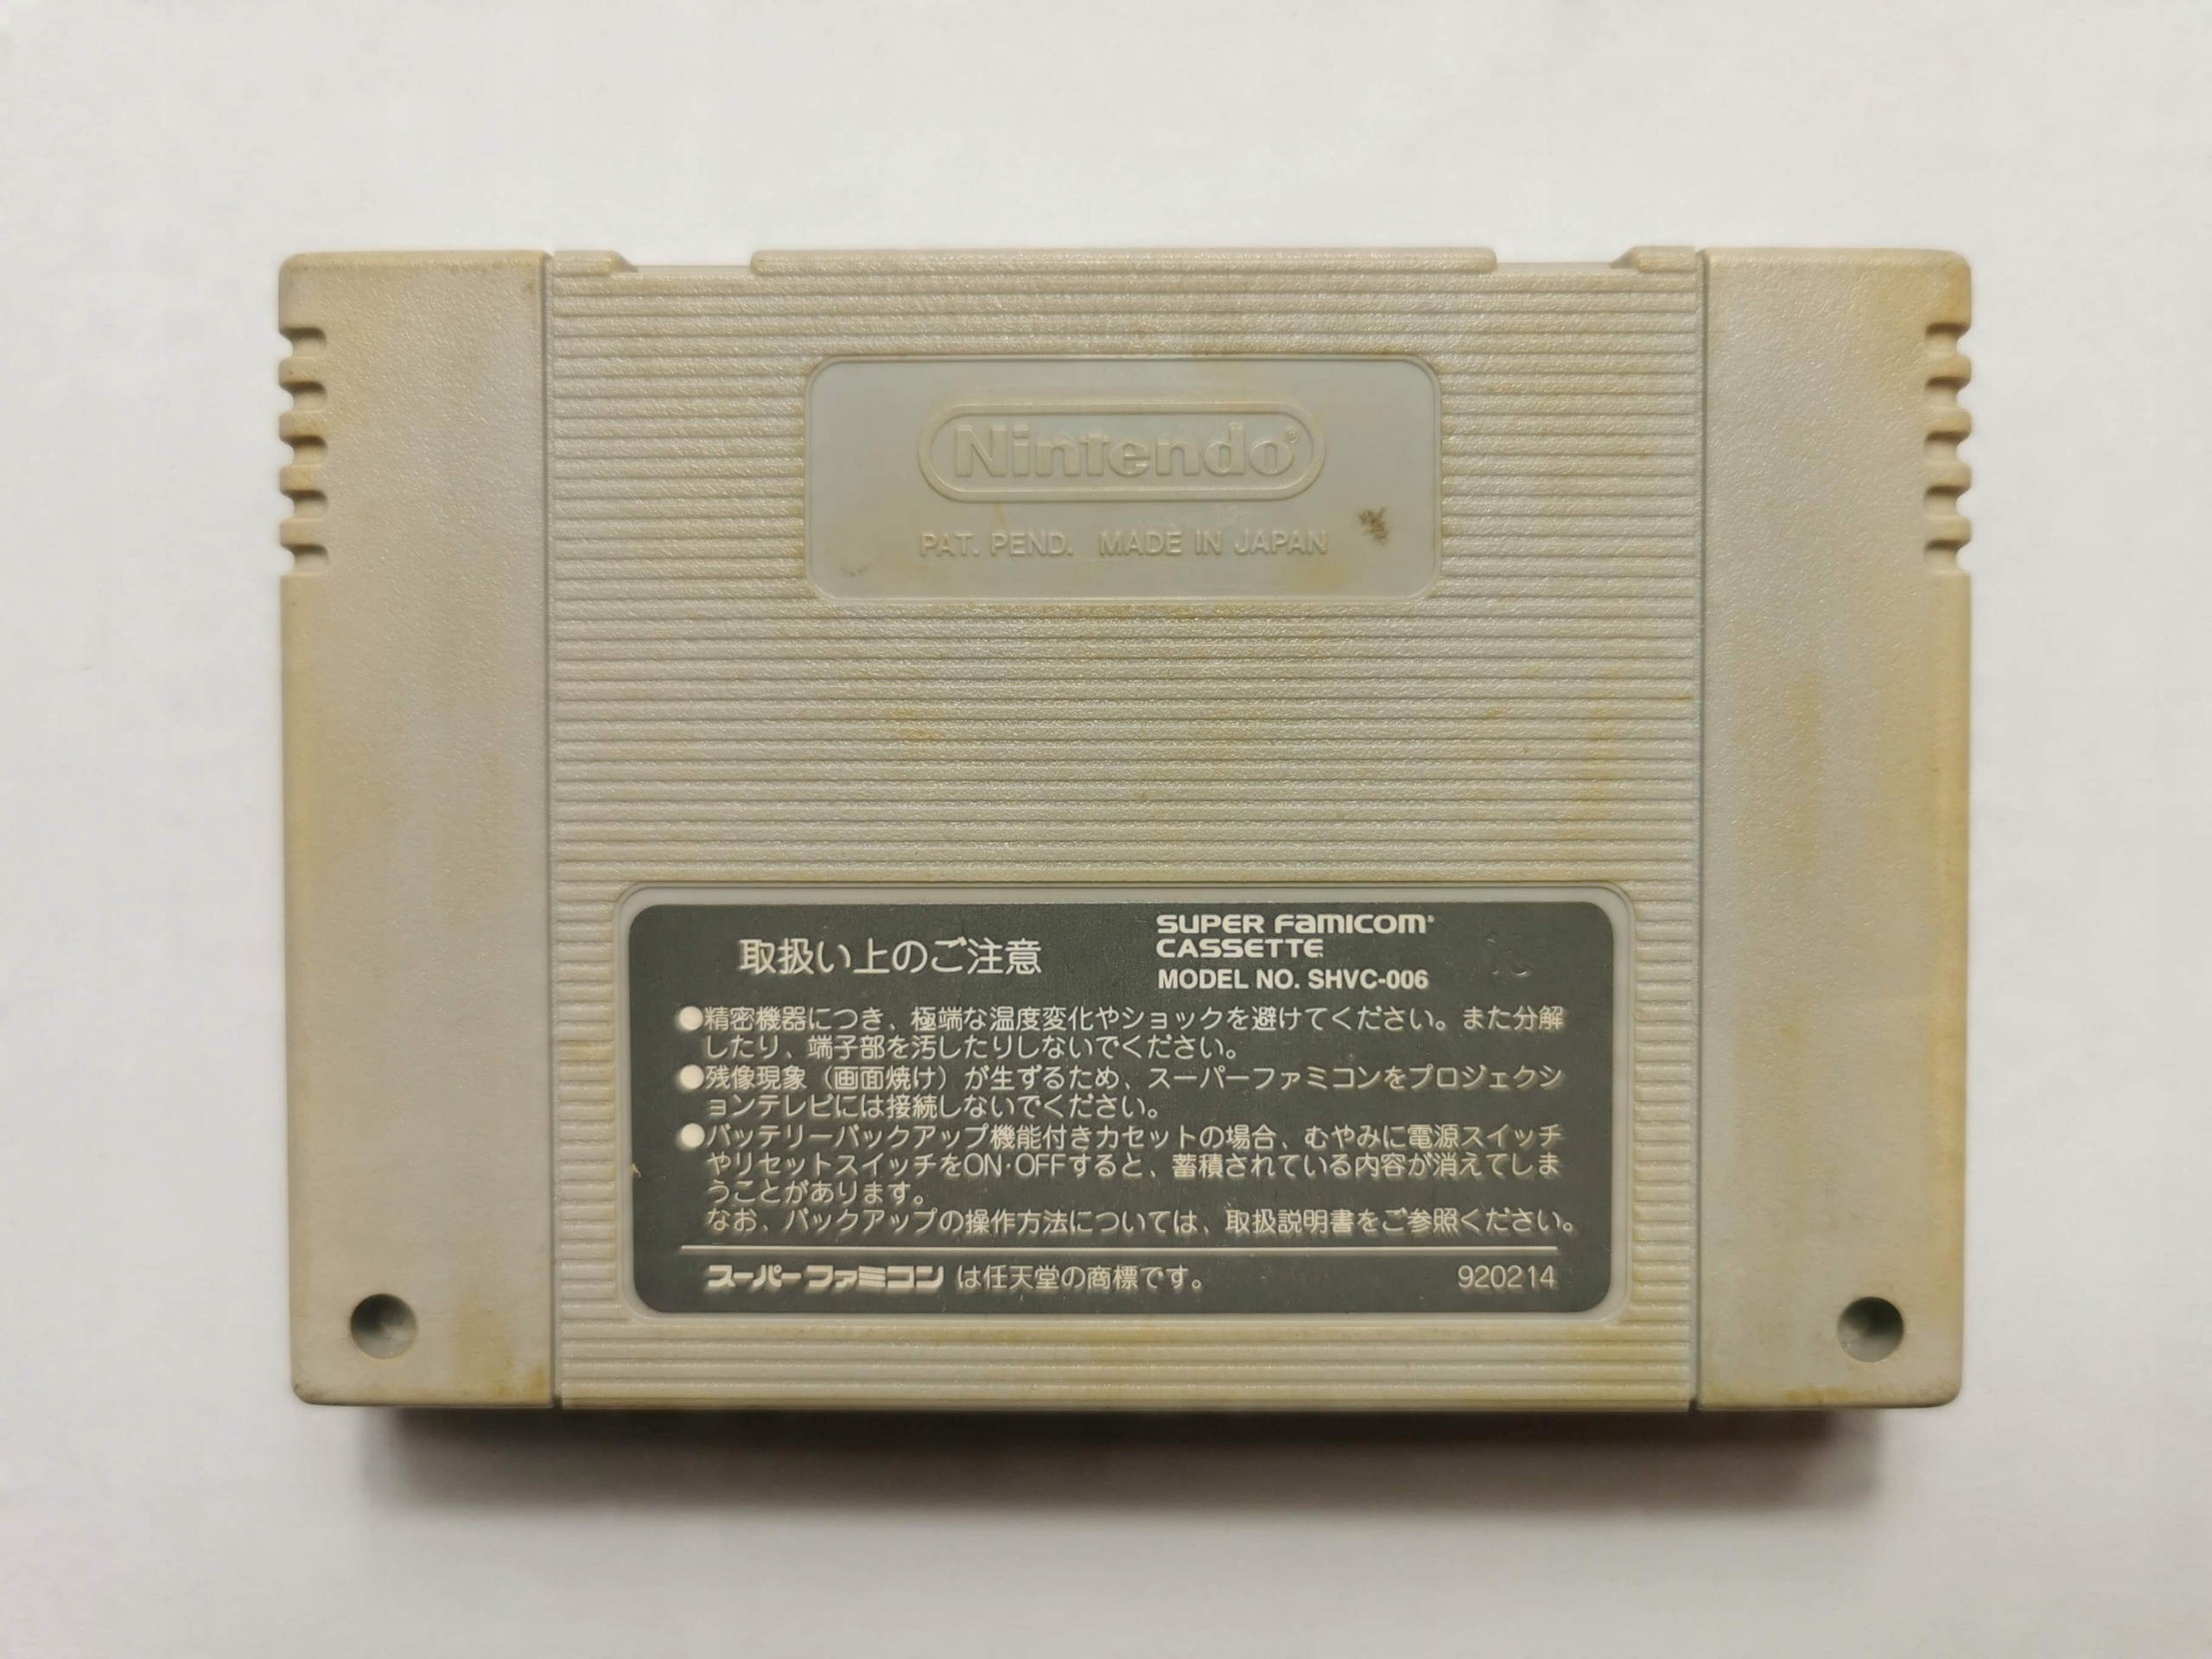 Nintendo®
PAT. PEND. MADE IN JAPAN
取扱い上のご注意
SUPER FAMICOM®
CASSETTE
MODEL NO. SHVC-006
●精密機器につき、極端な温度変化やショックを避けてください。また分解
したり、端子部を汚したりしないでください。
●残像現象（画面焼け）が生ずるため、スーパーファミコンをプロジェクシ
ョンテレビには接続しないでください。
●バッテリーバックアップ機能付きカセットの場合、むやみに電源スイッチ
やリセットスイッチをON·OFFすると、蓄積されている内容が消えてしま
うことがあります。
なお、バックアップの操作方法については、取扱説明書をご参照ください。
スーパーファミコン は任天堂の商標です。 920214